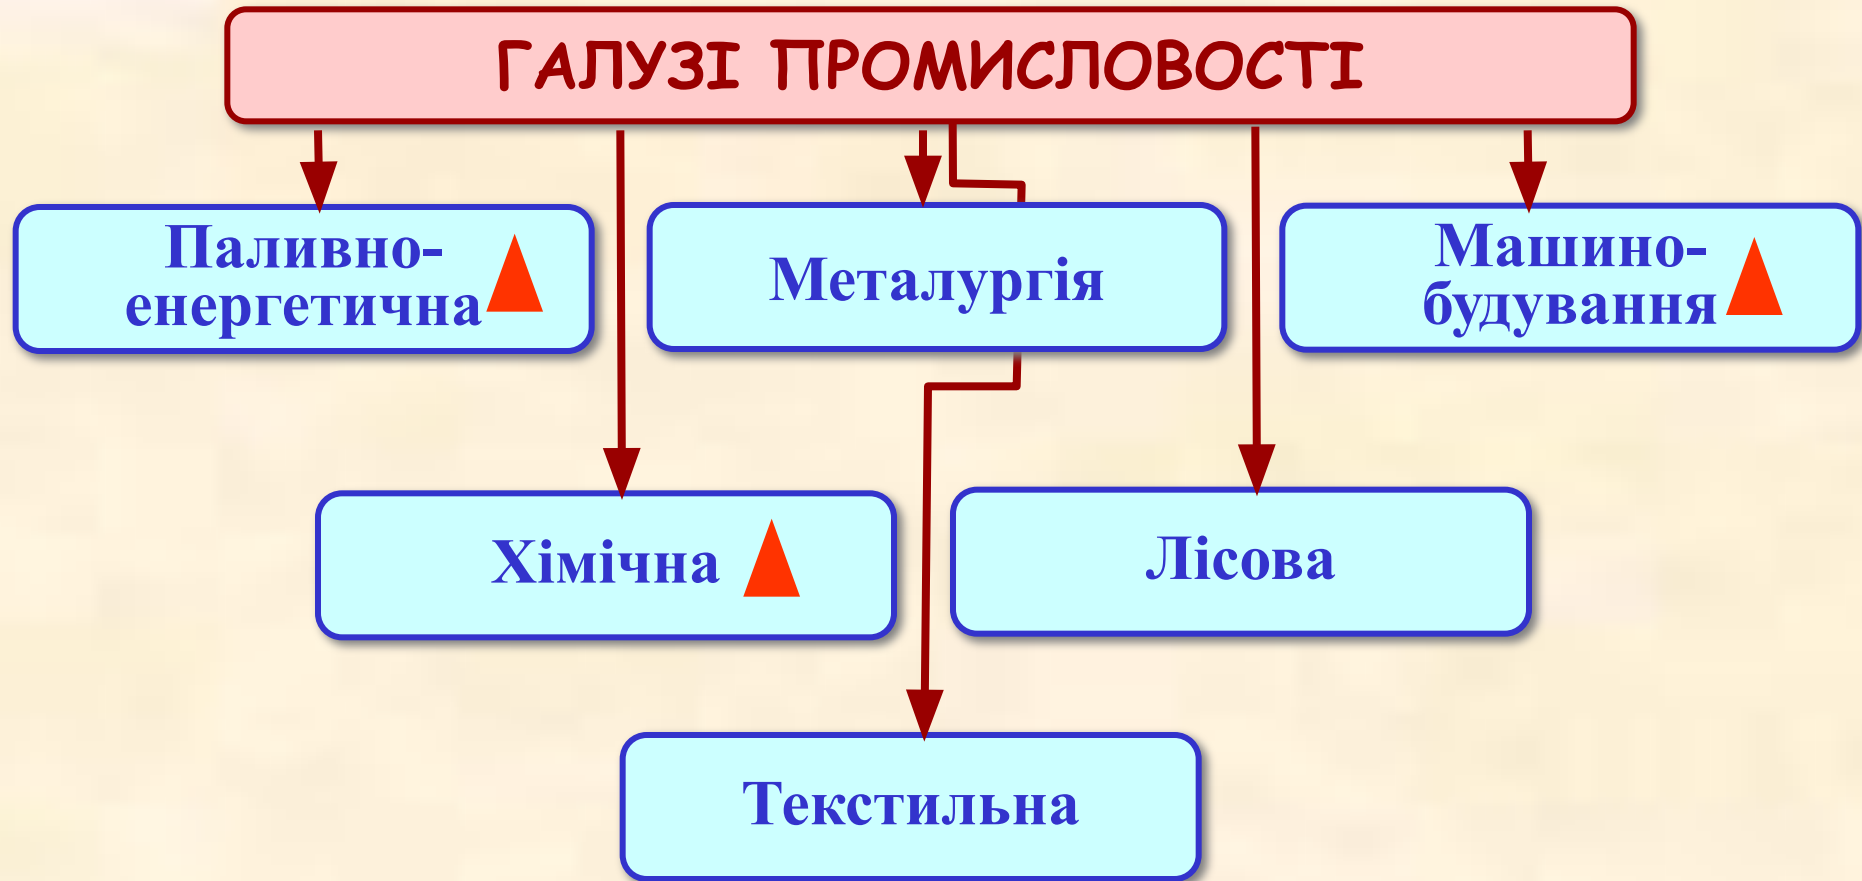 ГАЛУЗІ ПРОМИСЛОВОСТІ
Паливно-
енергетична
Металургія
Машино-
будування
Хімічна
Лісова
Текстильна